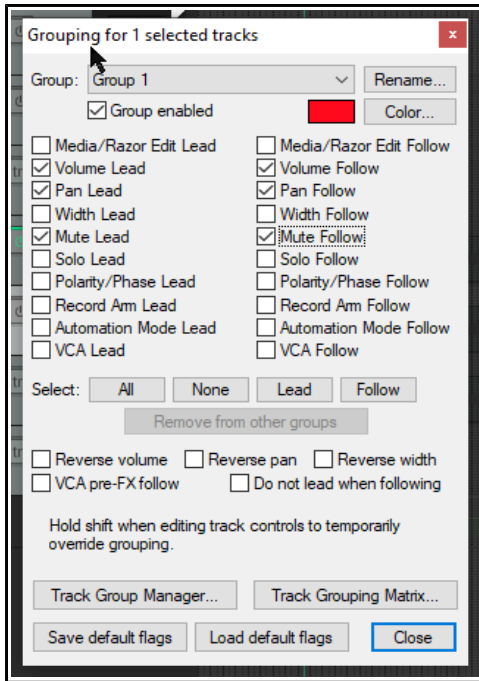 Grouping for 1 selected tracks x
Group: Group 1 Rename...
Group enabled Color...
Media/Razor Edit Lead Media/Razor Edit Follow
Volume Lead Volume Follow
Pan Lead Pan Follow
Width Lead Width Follow
Mute Lead Mute Follow
Solo Lead Solo Follow
Polarity/Phase Lead Polarity/Phase Follow
Record Arm Lead Record Arm Follow
Automation Mode Lead Automation Mode Follow
VCA Lead VCA Follow
Select: All None Lead Follow
Remove from other groups
Reverse volume Reverse pan Reverse width
VCA pre-FX follow Do not lead when following
Hold shift when editing track controls to temporarily
override grouping.
Track Group Manager... Track Grouping Matrix...
Save default flags Load default flags Close